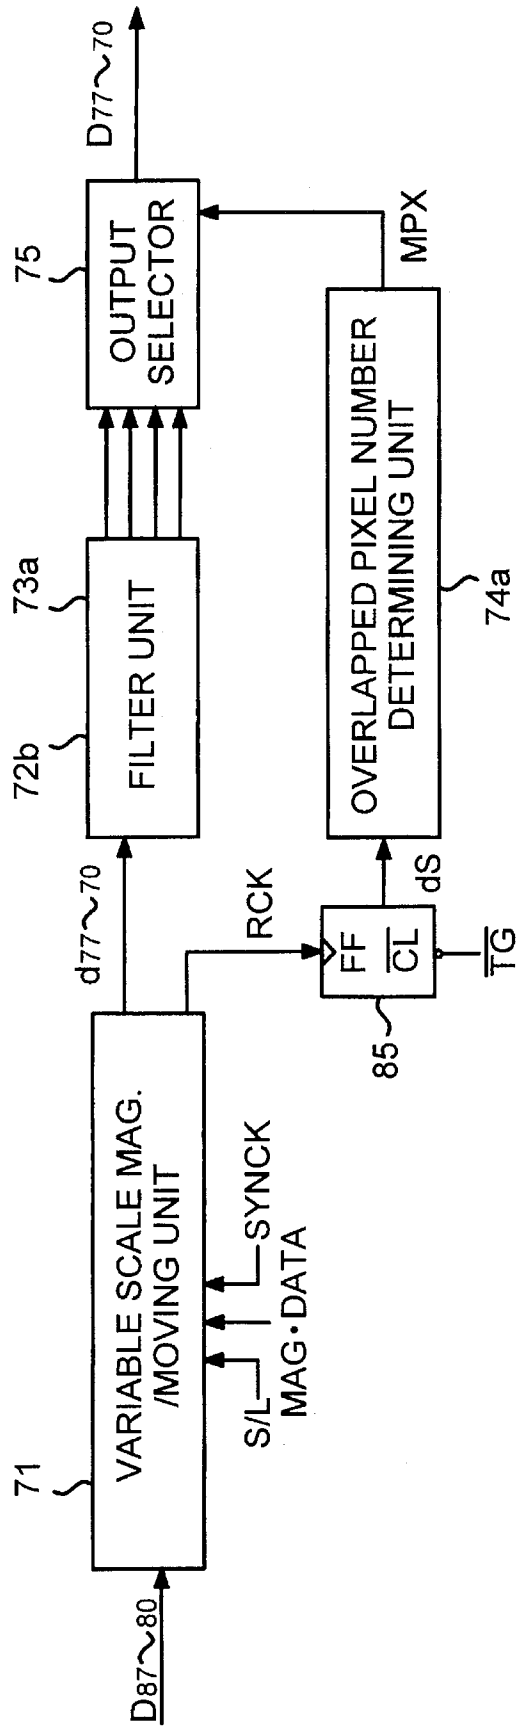 D87~80
71
VARIABLE SCALE MAG.
/MOVING UNIT
S/L
MAG·DATA
SYNCK
d77~70
RCK
85
FF
CL
TG
dS
72b
73a
FILTER UNIT
74a
OVERLAPPED PIXEL NUMBER
DETERMINING UNIT
MPX
75
OUTPUT
SELECTOR
D77~70